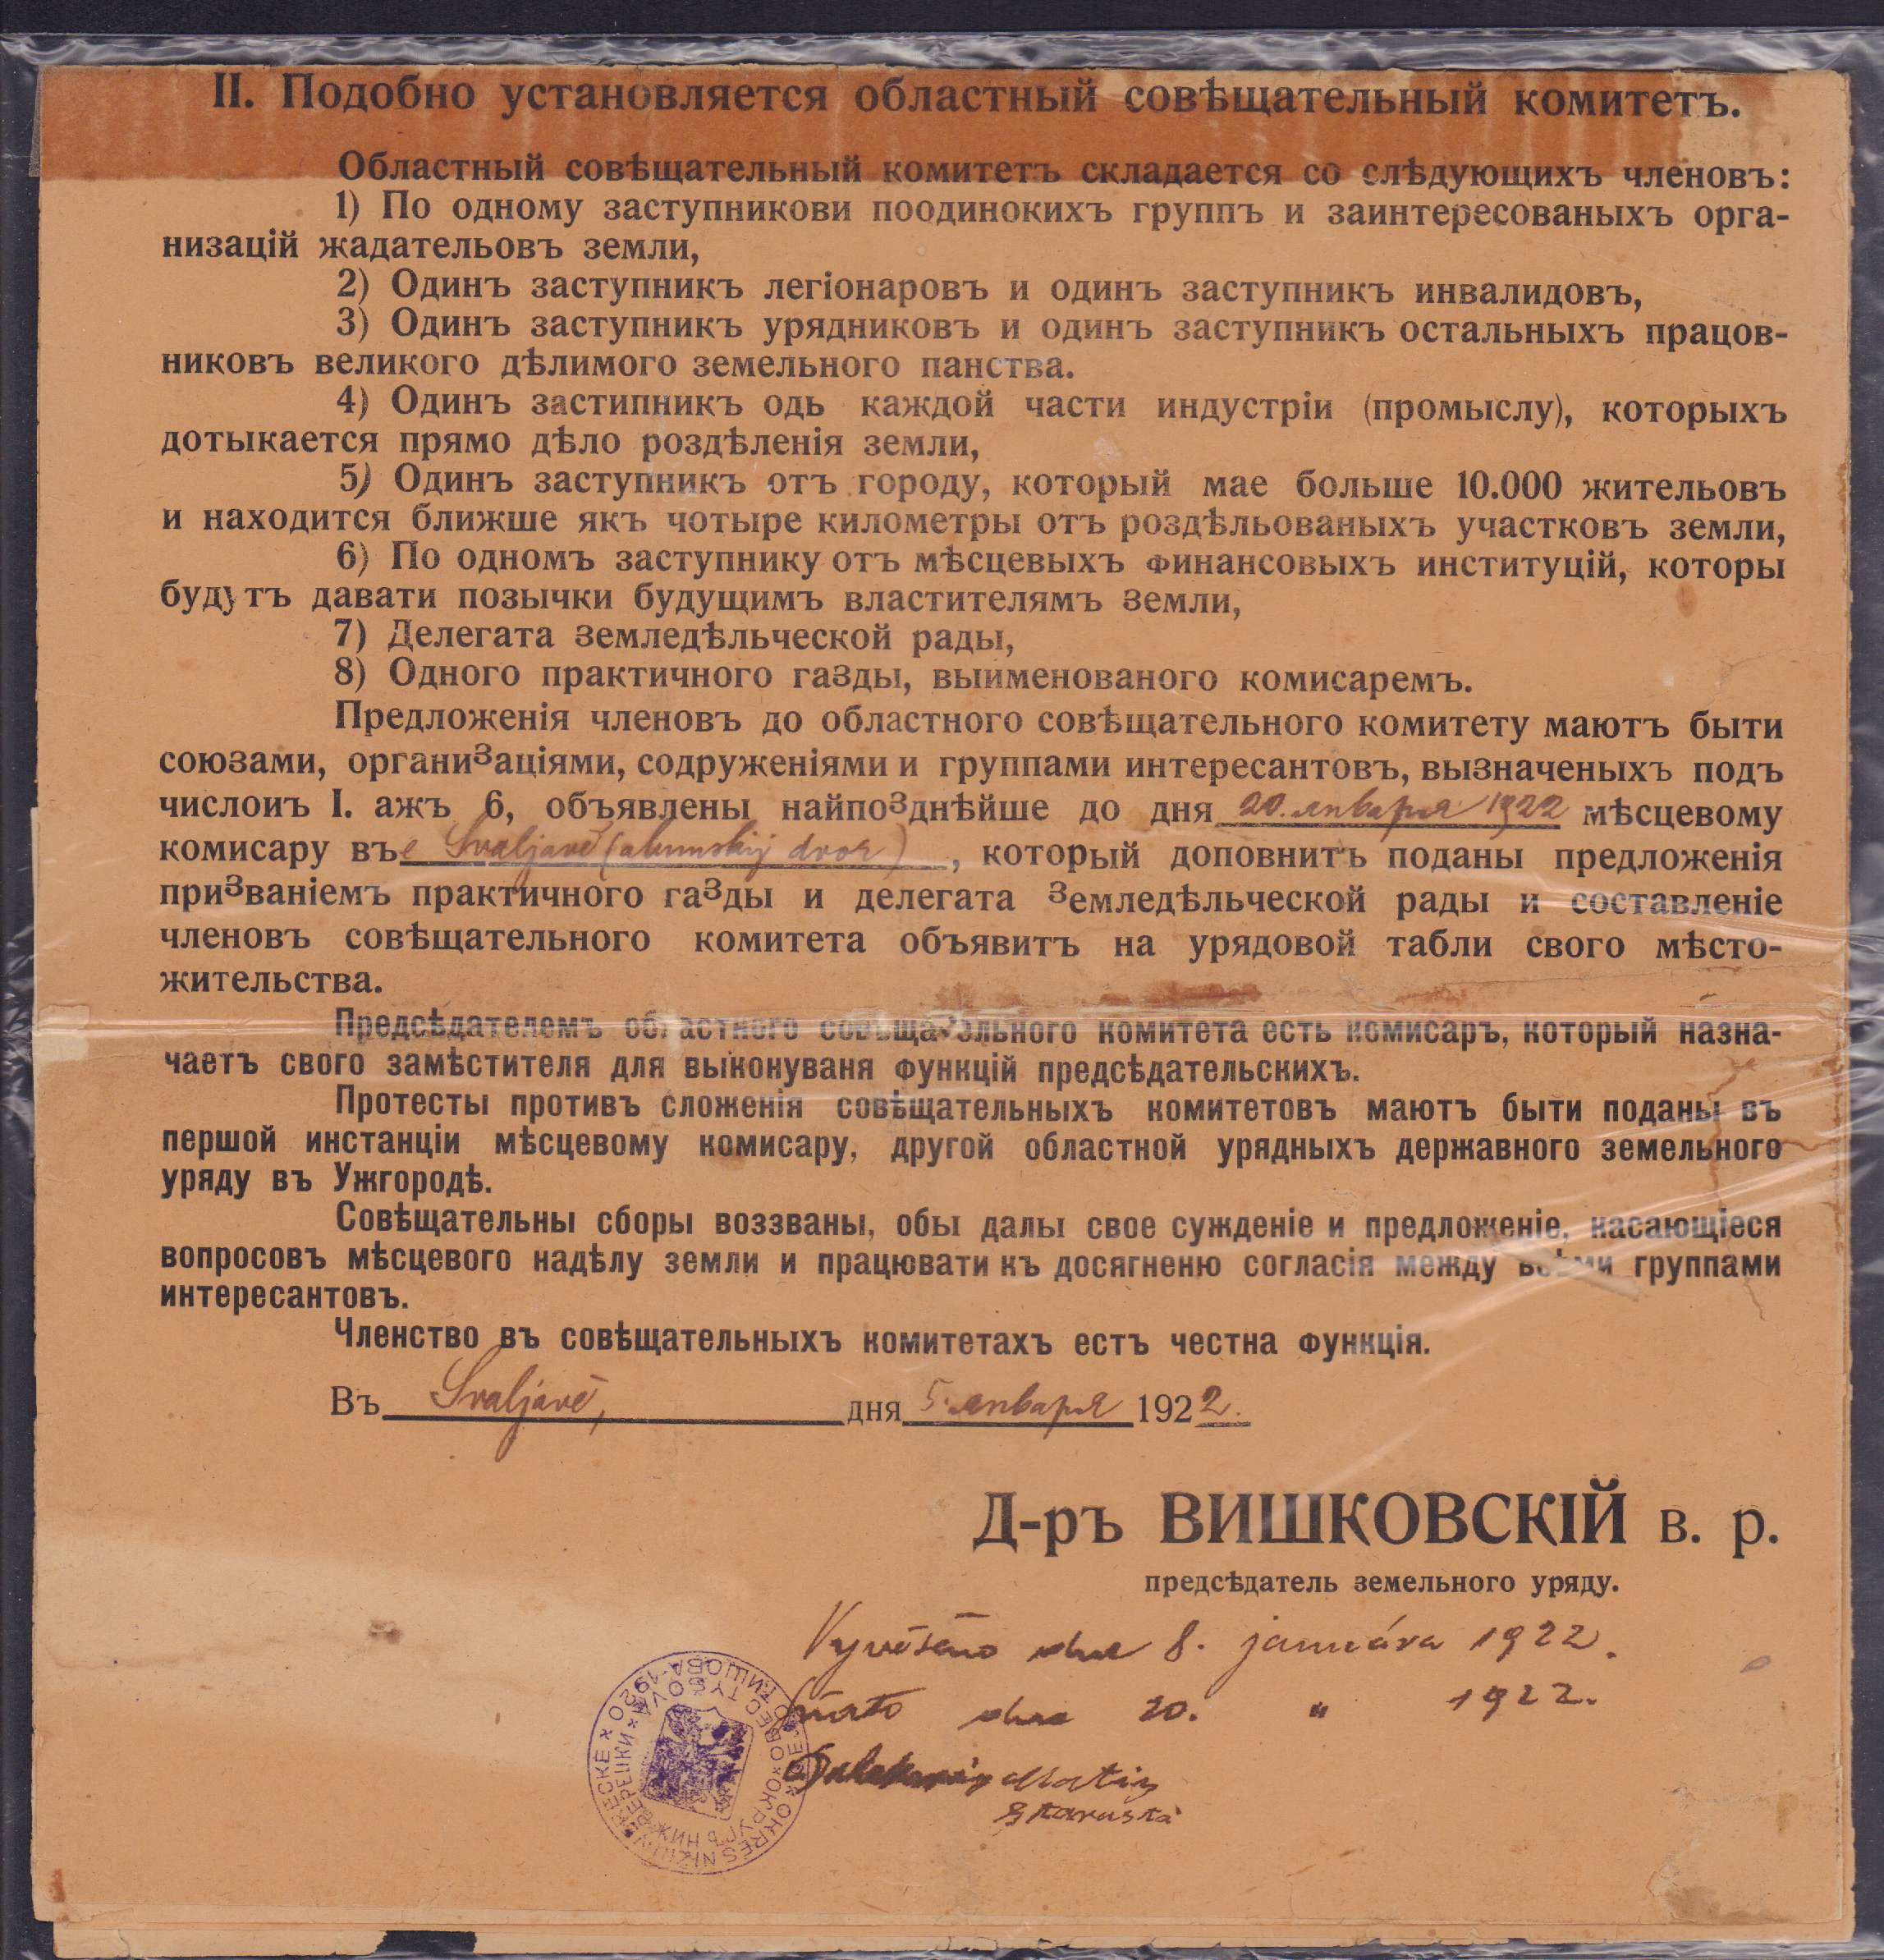 II. Подобно установляется областный совѣщательный комитетъ.
Областный совѣщательный комитетъ складается со слѣдующихъ членовъ:
1) По одному заступникови поодинокихъ группъ и заинтересованыхъ орга-
низацій жадательовъ земли,
2) Одинъ заступникъ легіонаровъ и одинъ заступникъ инвалидовъ,
3) Одинъ заступникъ урядниковъ и одинъ заступникъ остальныхъ працов-
никовъ великого дѣлимого земельного панства.
4) Одинъ застипникъ одь каждой части индустріи (промыслу), которыхъ
дотыкается прямо дѣло роздѣленія земли,
5) Одинъ заступникъ отъ городу, который мае больше 10.000 жительовъ
и находится ближше якъ чотыре километры отъ роздѣльованыхъ участковъ земли,
6) По одномъ заступнику отъ мѣсцевыхъ финансовыхъ институцій, которы
будутъ давати позычки будущимъ властителямъ земли,
7) Делегата земледѣльческой рады,
8) Одного практичного газды, выименованого комисаремъ.
Предложенія членовъ до областного совѣщательного комитету маютъ быти
союзами, организаціями, содруженіями и группами интересантовъ, вызначеныхъ подъ
числоиъ I. ажъ 6, объявлены найпозднѣйше до дня 20. января 1922 мѣсцевому
комисару въ Svaljavě ( dvor) , который доповнитъ поданы предложенія
призваніемъ практичного газды и делегата земледѣльческой рады и составленіе
членовъ совѣщательного комитета объявитъ на урядовой табли свого мѣсто-
жительства.
Предсѣдателемъ областного совѣщательного комитета есть комисаръ, который назна-
чаетъ свого замѣстителя для выконуваня функцій предсѣдательскихъ.
Протесты противъ сложенія совѣщательныхъ комитетовъ маютъ быти поданы въ
першой инстанціи мѣсцевому комисару, другой областной урядныхъ державного земельного
уряду въ Ужгородѣ.
Совѣщательны сборы воззваны, обы далы свое сужденіе и предложеніе, касающіеся
вопросовъ мѣсцевого надѣлу земли и працювати къ досягненю согласія между всѣми группами
интересантовъ.
Членство въ совѣщательныхъ комитетахъ естъ честна функція.
Въ Svaljavě, дня 5. января 1922.
Д-ръ ВИШКОВСКІЙ в. р.
предсѣдатель земельного уряду.
Vyvěšeno dne 8. januára 1922.
Sňato dne 20. " 1922.
Starosta
OKRES NIŽNI VERECKE * 1920